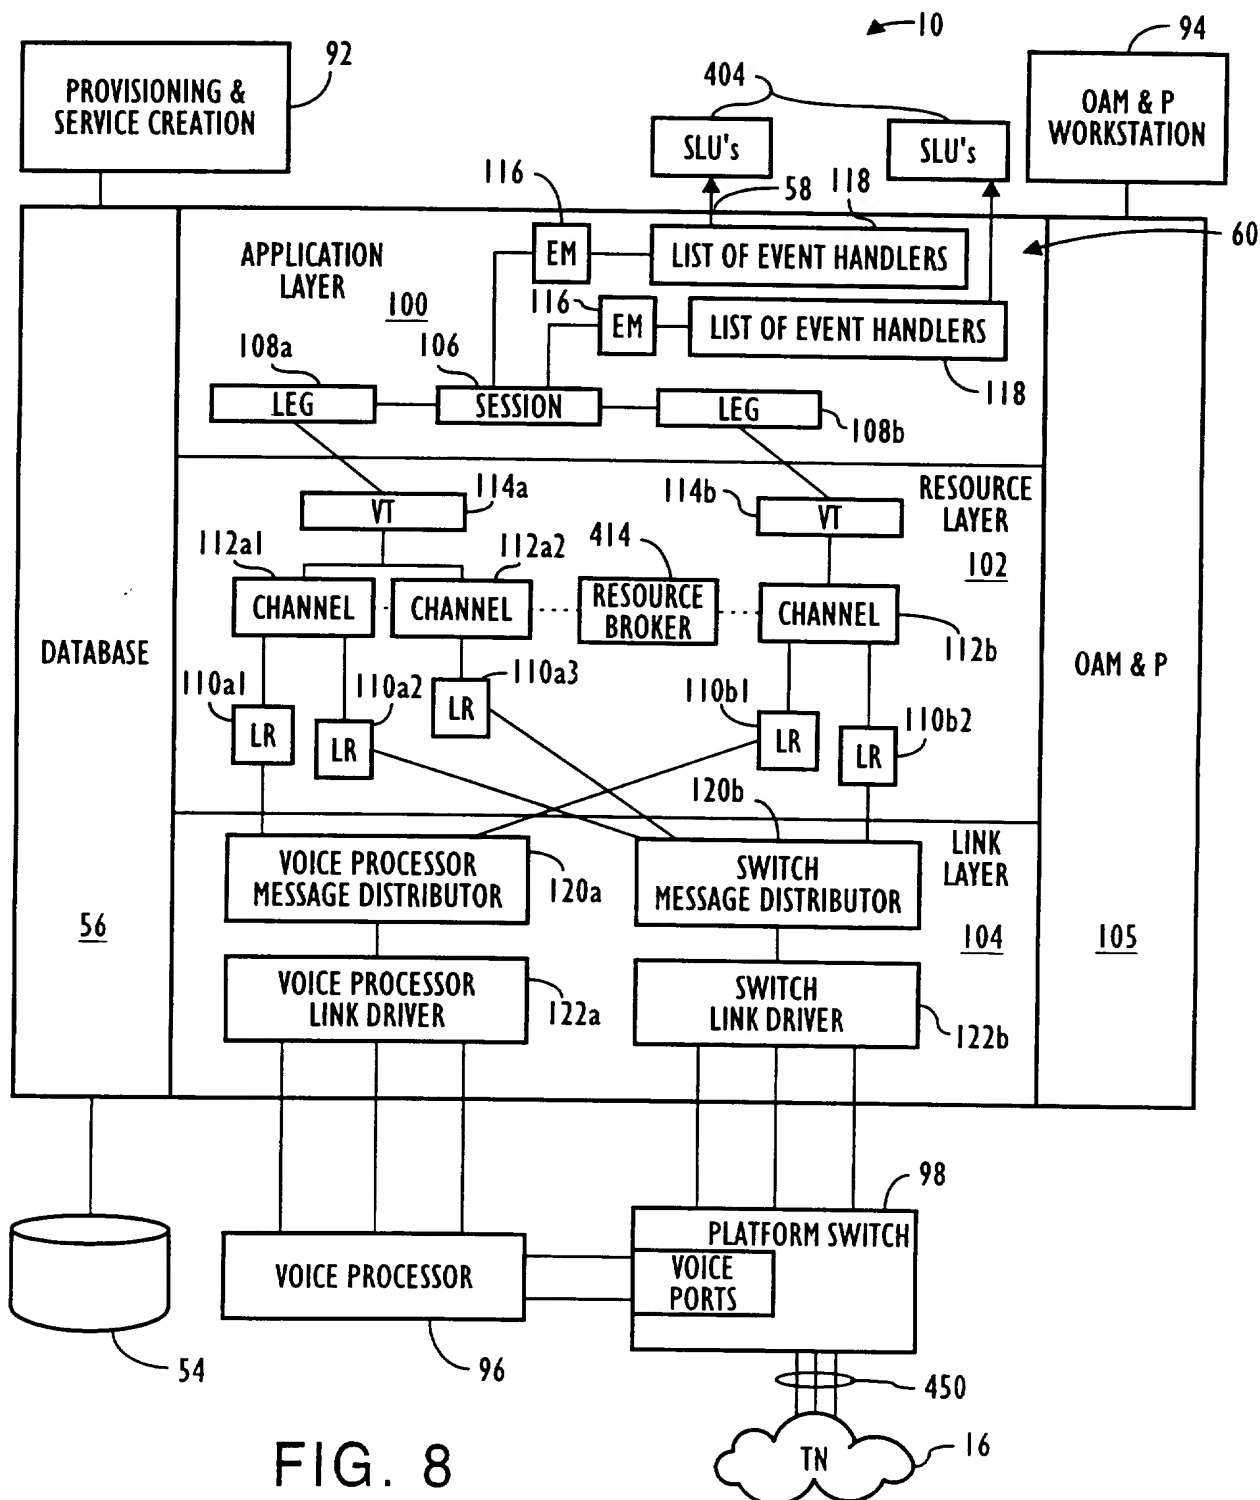 10
92
94
404
PROVISIONING &
SERVICE CREATION
OAM & P
WORKSTATION
SLU's
SLU's
116
58
118
60
APPLICATION
LAYER
100
EM
LIST OF EVENT HANDLERS
116
EM
LIST OF EVENT HANDLERS
118
108a
106
LEG
SESSION
LEG
108b
RESOURCE
LAYER
102
114a
VT
114b
VT
112a1
112a2
414
CHANNEL
CHANNEL
RESOURCE
BROKER
CHANNEL
112b
DATABASE
OAM & P
110a1
110a2
110a3
110b1
110b2
LR
LR
LR
LR
LR
120b
LINK
LAYER
VOICE PROCESSOR
MESSAGE DISTRIBUTOR
120a
SWITCH
MESSAGE DISTRIBUTOR
56
104
105
VOICE PROCESSOR
LINK DRIVER
122a
SWITCH
LINK DRIVER
122b
98
PLATFORM SWITCH
VOICE PROCESSOR
VOICE
PORTS
54
96
450
TN
16
FIG. 8